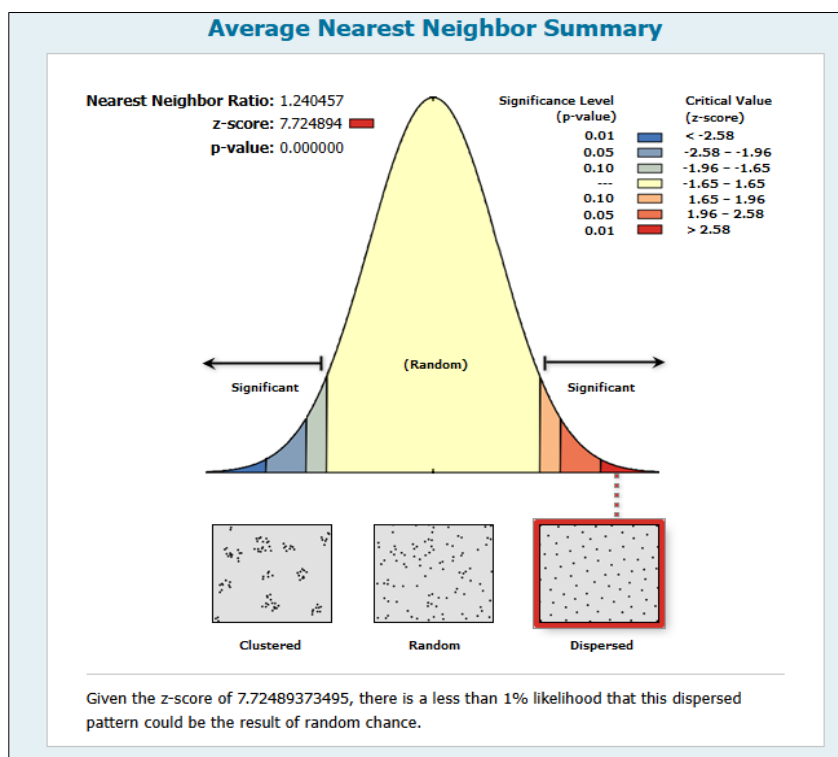 Average Nearest Neighbor Summary
Nearest Neighbor Ratio: 1.240457
z-score: 7.724894
p-value: 0.000000
Significance Level Critical Value
(p-value) (z-score)
0.01 < -2.58
0.05 -2.58 – -1.96
0.10 -1.96 – -1.65
--- -1.65 – 1.65
0.10 1.65 – 1.96
0.05 1.96 – 2.58
0.01 > 2.58
Significant (Random) Significant
Clustered Random Dispersed
Given the z-score of 7.72489373495, there is a less than 1% likelihood that this dispersed
pattern could be the result of random chance.